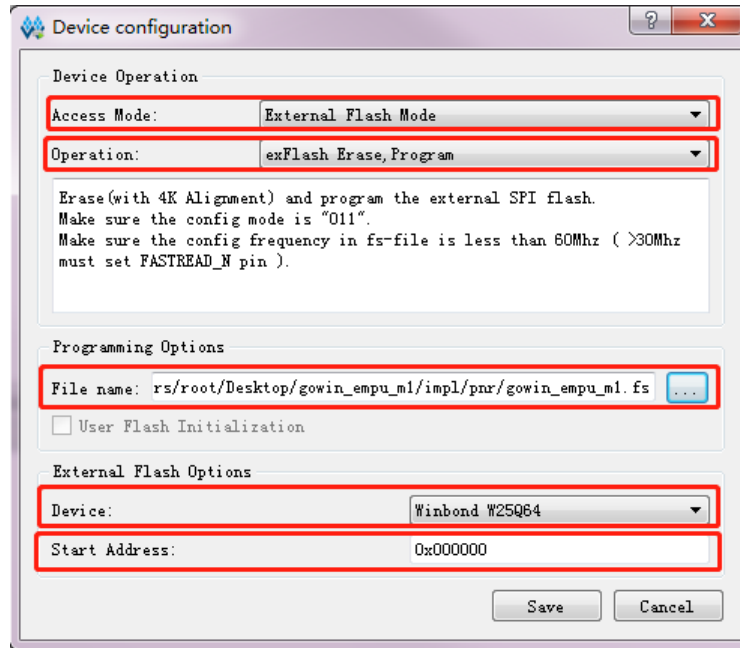 Device configuration
Device Operation
Access Mode: External Flash Mode
Operation: exFlash Erase,Program
Erase(with 4K Alignment) and program the external SPI flash.
Make sure the config mode is "011".
Make sure the config frequency in fs-file is less than 60Mhz ( >30Mhz
must set FASTREAD_N pin ).
Programming Options
File name: rs/root/Desktop/gowin_empu_m1/impl/pnr/gowin_empu_m1.fs ...
User Flash Initialization
External Flash Options
Device: Winbond W25Q64
Start Address: 0x000000
Save Cancel